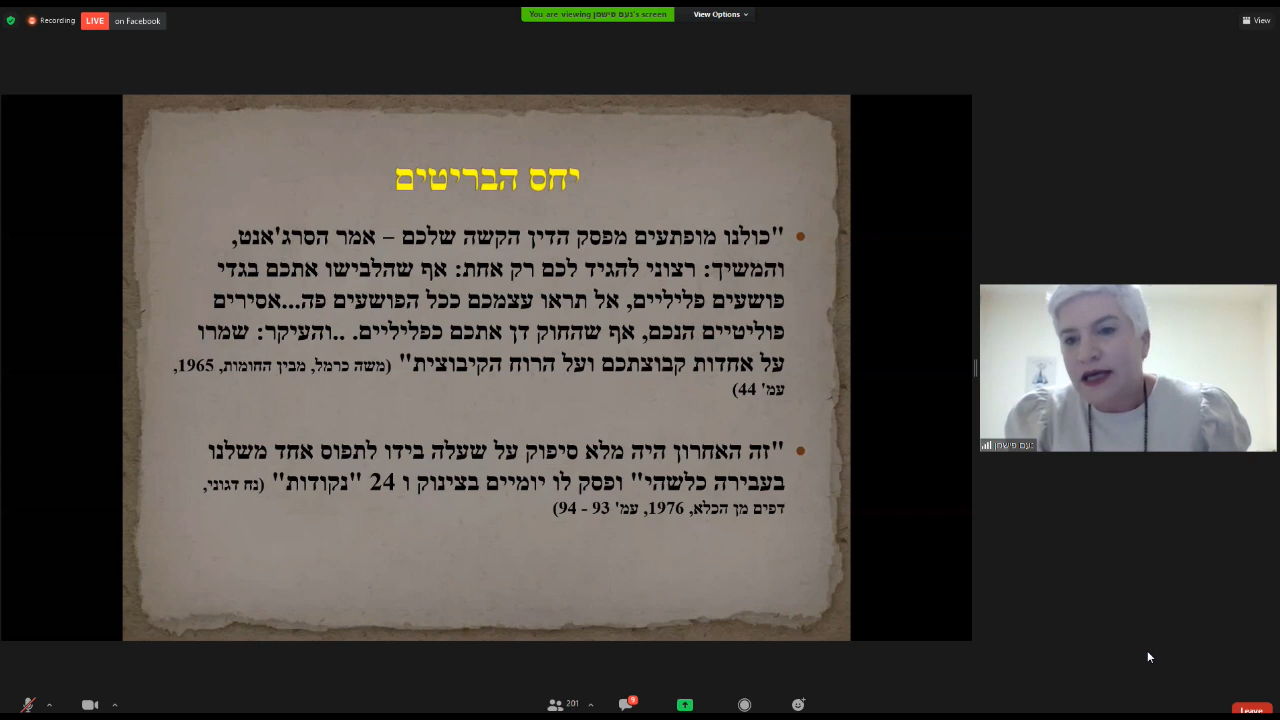 Recording
LIVE
on Facebook
You are viewing נעם פישמן's screen
View Options
View
יחס הבריטים
"כולנו מופתעים מפסק הדין הקשה שלכם – אמר הסרג'אנט,
והמשיך: רצוני להגיד לכם רק אחת: אף שהלבישו אתכם בגדי
פושעים פליליים, אל תראו עצמכם ככל הפושעים פה...אסירים
פוליטיים הנכם, אף שהחוק דן אתכם כפליליים. ..והעיקר: שמרו
על אחדות קבוצתכם ועל הרוח הקיבוצית" (משה כרמל, מבין החומות, 1965,
עמ' 44)
"זה האחרון היה מלא סיפוק על שעלה בידו לתפוס אחד משלנו
בעבירה כלשהי" ופסק לו יומיים בצינוק ו 24 "נקודות" (נח דגוני,
דפים מן הכלא, 1976, עמ' 93 - 94)
נעם פישמן
201
9
Leave